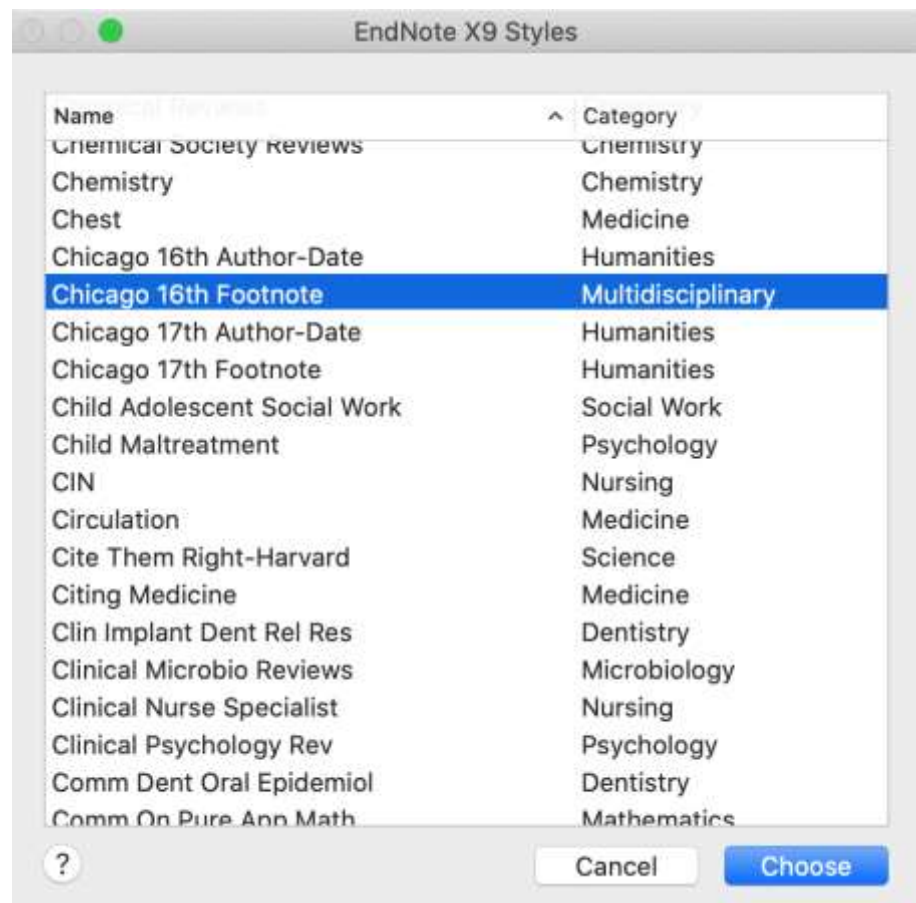 EndNote X9 Styles
Name Category
Chemical Society Reviews Chemistry
Chemistry Chemistry
Chest Medicine
Chicago 16th Author-Date Humanities
Chicago 16th Footnote Multidisciplinary
Chicago 17th Author-Date Humanities
Chicago 17th Footnote Humanities
Child Adolescent Social Work Social Work
Child Maltreatment Psychology
CIN Nursing
Circulation Medicine
Cite Them Right-Harvard Science
Citing Medicine Medicine
Clin Implant Dent Rel Res Dentistry
Clinical Microbio Reviews Microbiology
Clinical Nurse Specialist Nursing
Clinical Psychology Rev Psychology
Comm Dent Oral Epidemiol Dentistry
Comm On Pure App Math Mathematics
? Cancel Choose